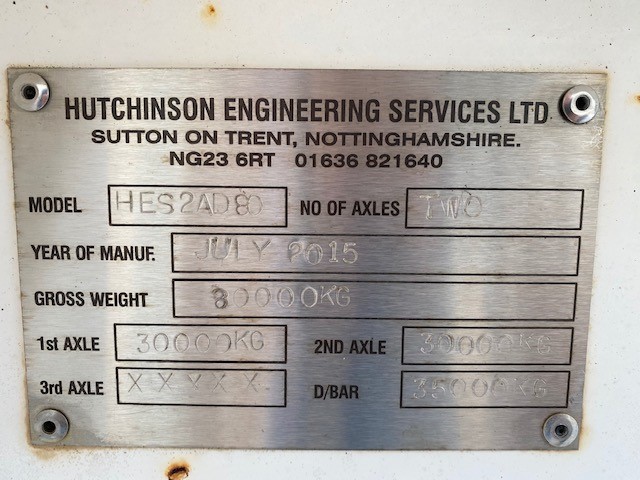 HUTCHINSON ENGINEERING SERVICES LTD
SUTTON ON TRENT, NOTTINGHAMSHIRE.
NG23 6RT 01636 821640
MODEL HES2AD80 NO OF AXLES TWO
YEAR OF MANUF. JULY 2015
GROSS WEIGHT 80000KG
1st AXLE 30000KG 2ND AXLE 30000KG
3rd AXLE XXXXX D/BAR 35000KG